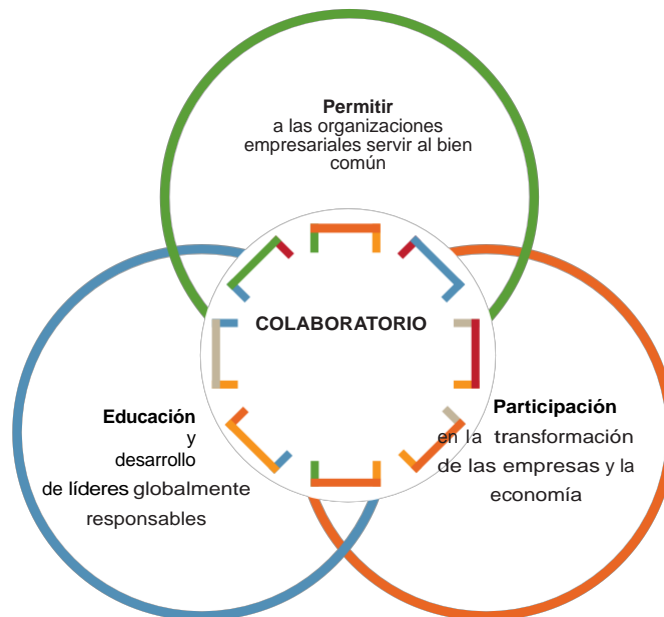 Permitir
a las organizaciones
empresariales servir al bien
común
COLABORATORIO
Educación
y
desarrollo
de líderes globalmente
responsables
Participación
en la transformación
de las empresas y la
economía